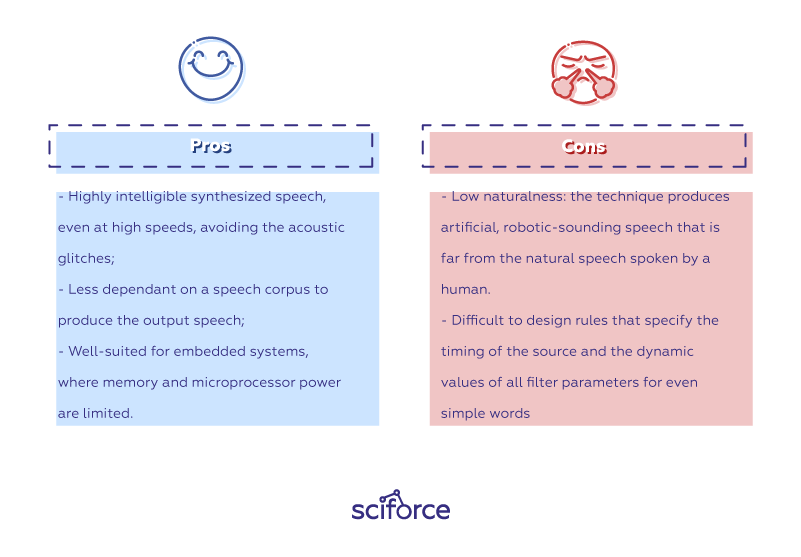 Pros
- Highly intelligible synthesized speech,
even at high speeds, avoiding the acoustic
glitches;
- Less dependant on a speech corpus to
produce the output speech;
- Well-suited for embedded systems,
where memory and microprocessor power
are limited.
Cons
- Low naturalness: the technique produces
artificial, robotic-sounding speech that is
far from the natural speech spoken by a
human.
- Difficult to design rules that specify the
timing of the source and the dynamic
values of all filter parameters for even
simple words
sciforce